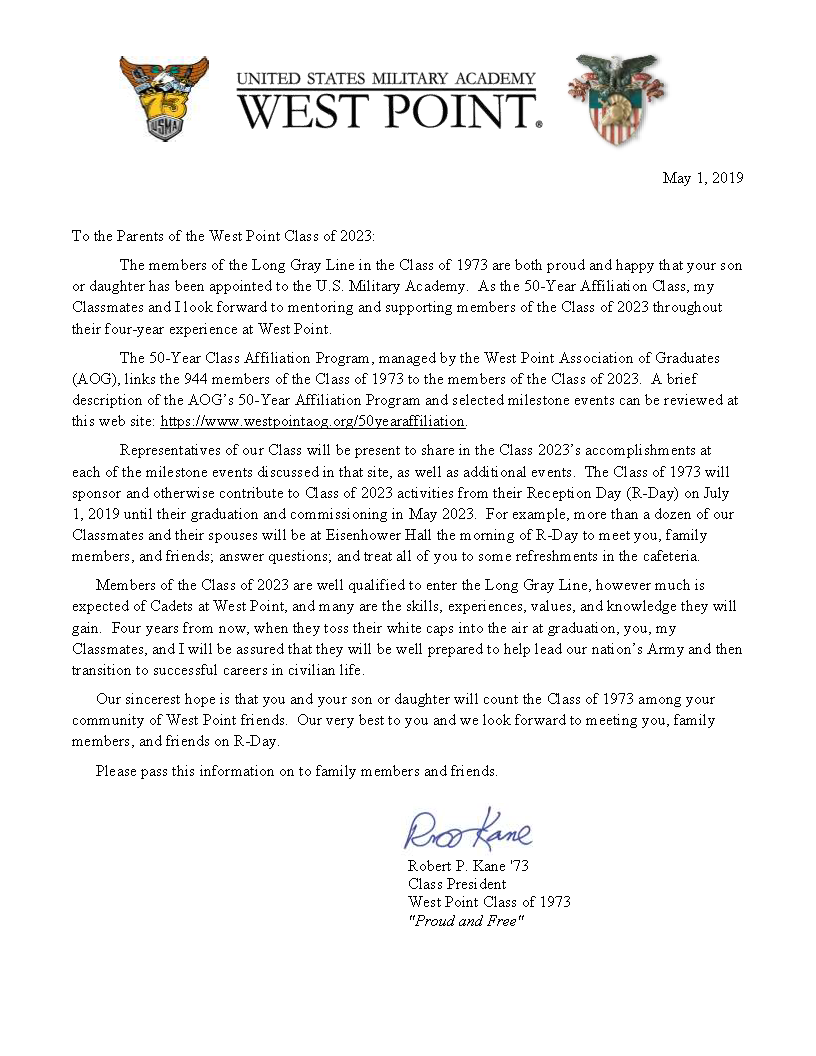 73
USMA
UNITED STATES MILITARY ACADEMY
WEST POINT®
May 1, 2019
To the Parents of the West Point Class of 2023:
The members of the Long Gray Line in the Class of 1973 are both proud and happy that your son
or daughter has been appointed to the U.S. Military Academy.  As the 50-Year Affiliation Class, my
Classmates and I look forward to mentoring and supporting members of the Class of 2023 throughout
their four-year experience at West Point.
The 50-Year Class Affiliation Program, managed by the West Point Association of Graduates
(AOG), links the 944 members of the Class of 1973 to the members of the Class of 2023.  A brief
description of the AOG’s 50-Year Affiliation Program and selected milestone events can be reviewed at
this web site: https://www.westpointaog.org/50yearaffiliation.
Representatives of our Class will be present to share in the Class 2023’s accomplishments at
each of the milestone events discussed in that site, as well as additional events.  The Class of 1973 will
sponsor and otherwise contribute to Class of 2023 activities from their Reception Day (R-Day) on July
1, 2019 until their graduation and commissioning in May 2023.  For example, more than a dozen of our
Classmates and their spouses will be at Eisenhower Hall the morning of R-Day to meet you, family
members, and friends; answer questions; and treat all of you to some refreshments in the cafeteria.
Members of the Class of 2023 are well qualified to enter the Long Gray Line, however much is
expected of Cadets at West Point, and many are the skills, experiences, values, and knowledge they will
gain.  Four years from now, when they toss their white caps into the air at graduation, you, my
Classmates, and I will be assured that they will be well prepared to help lead our nation’s Army and then
transition to successful careers in civilian life.
Our sincerest hope is that you and your son or daughter will count the Class of 1973 among your
community of West Point friends.  Our very best to you and we look forward to meeting you, family
members, and friends on R-Day.
Please pass this information on to family members and friends.
Kane
Robert P. Kane '73
Class President
West Point Class of 1973
"Proud and Free"